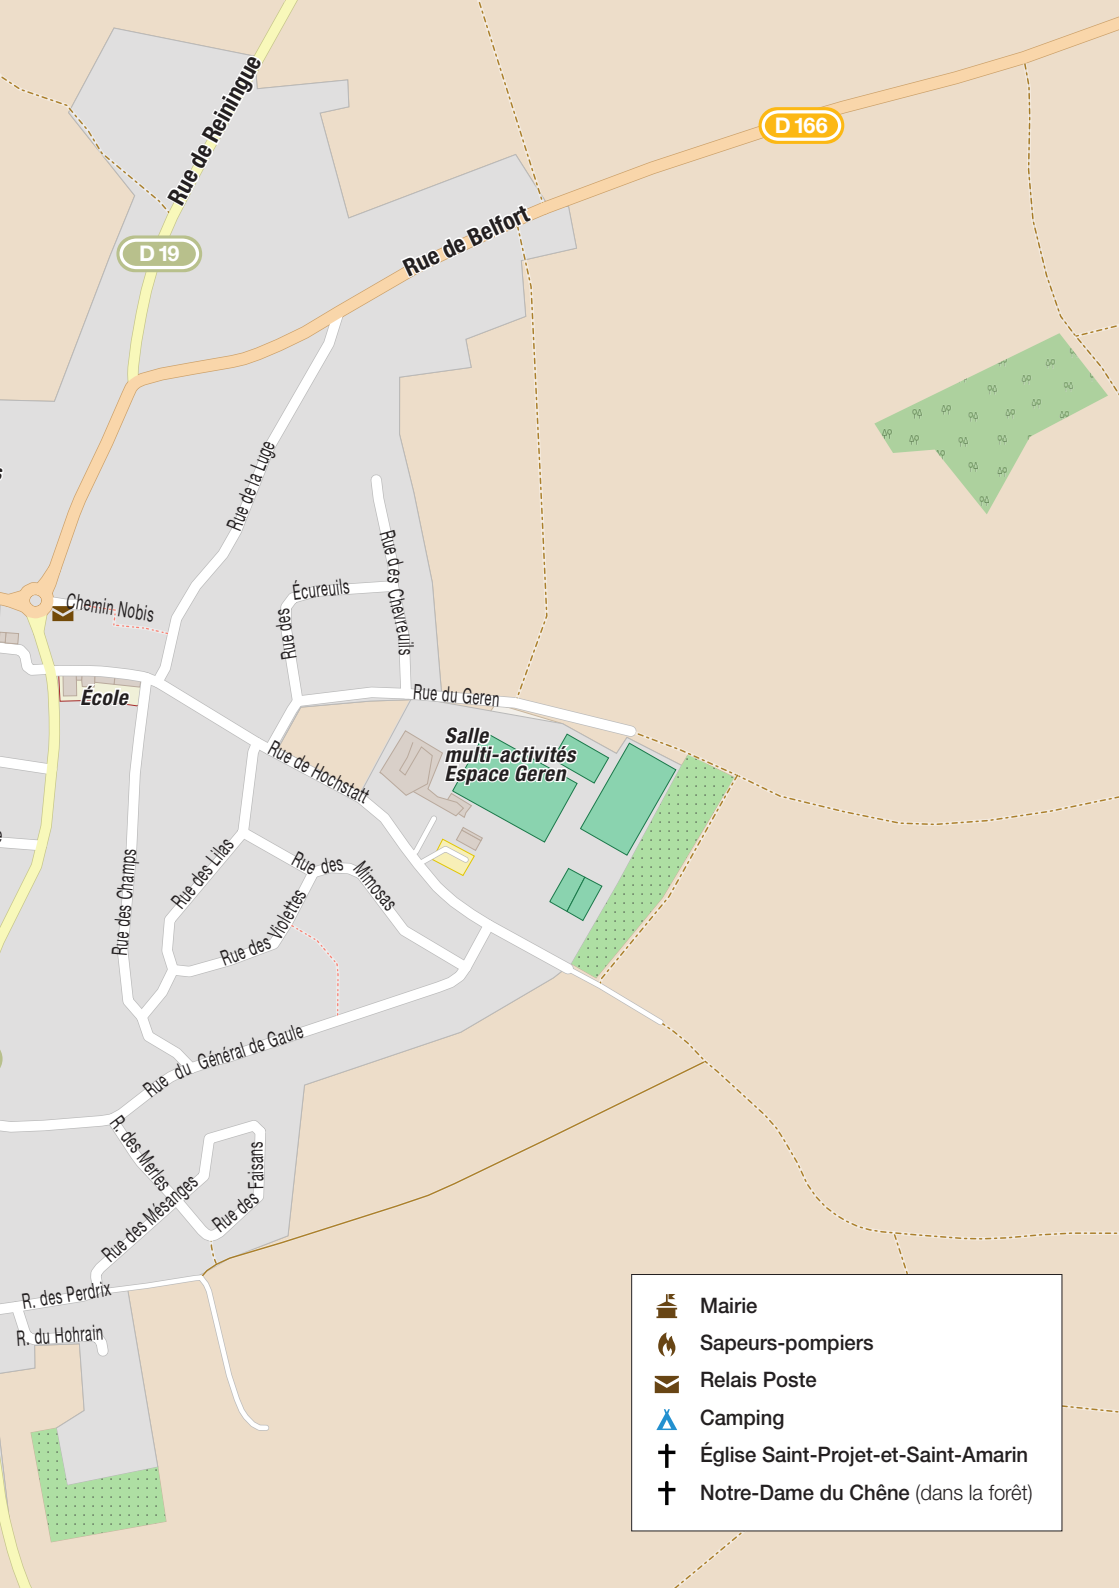 Rue de Reiningue
D 166
Rue de Belfort
D 19
Rue de la Luge
Rue des Chevreuils
Écureuils
Rue des
Chemin Nobis
École
Rue du Geren
Salle
multi-activités
Espace Geren
Rue de Hochstatt
Rue des Champs
Rue des Lilas
Rue des Mimosas
Rue des Violettes
Rue du Général de Gaule
R. des Merles
Rue des Mésanges
Rue des Faisans
R. des Perdrix
R. du Hohrain
Mairie
Sapeurs-pompiers
Relais Poste
Camping
Église Saint-Projet-et-Saint-Amarin
Notre-Dame du Chêne (dans la forêt)